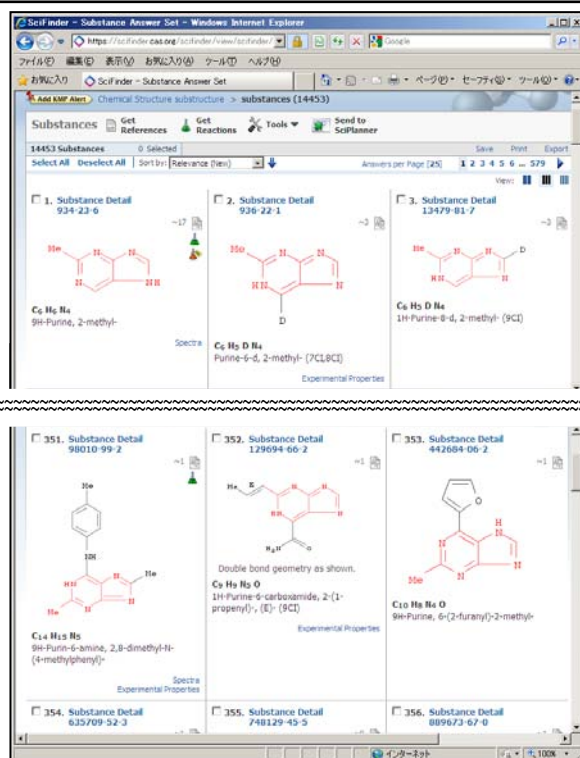 SciFinder - Substance Answer Set - Windows Internet Explorer
https://scifinder.cas.org/scifinder/view/scifinder/
Google
ファイル(F) 編集(E) 表示(V) お気に入り(A) ツール(T) ヘルプ(H)
お気に入り SciFinder - Substance Answer Set ページ(P) セーフティ(S) ツール(O)
Add KMP Alert Chemical Structure substructure > substances (14453)
Substances Get References Get Reactions Tools Send to SciPlanner
14453 Substances 0 Selected Save Print Export
Select All Deselect All Sort by: Relevance (New) Answers per Page [25] 1 2 3 4 5 6 ... 579
View:
1. Substance Detail
934-23-6
~17
Me N N
N NH
C6 H6 N4
9H-Purine, 2-methyl-
Spectra
2. Substance Detail
936-22-1
~3
Me N N
HN N
D
C6 H5 D N4
Purine-6-d, 2-methyl- (7CI,8CI)
Experimental Properties
3. Substance Detail
13479-81-7
~3
Me N N D
HN N
C6 H5 D N4
1H-Purine-8-d, 2-methyl- (9CI)
351. Substance Detail
98010-99-2
~1
Me
NH
HN N Me
Me N N
C14 H15 N5
9H-Purin-6-amine, 2,8-dimethyl-N-
(4-methylphenyl)-
Spectra
Experimental Properties
352. Substance Detail
129694-66-2
~1
Me E N N
HN N
H2N O
Double bond geometry as shown.
C9 H9 N5 O
1H-Purine-6-carboxamide, 2-(1-
propenyl)-, (E)- (9CI)
Experimental Properties
353. Substance Detail
442684-06-2
~1
O
H
N N
Me N N
C10 H8 N4 O
9H-Purine, 6-(2-furanyl)-2-methyl-
354. Substance Detail
635709-52-3
355. Substance Detail
748129-45-5
356. Substance Detail
889673-67-0
インターネット 100%